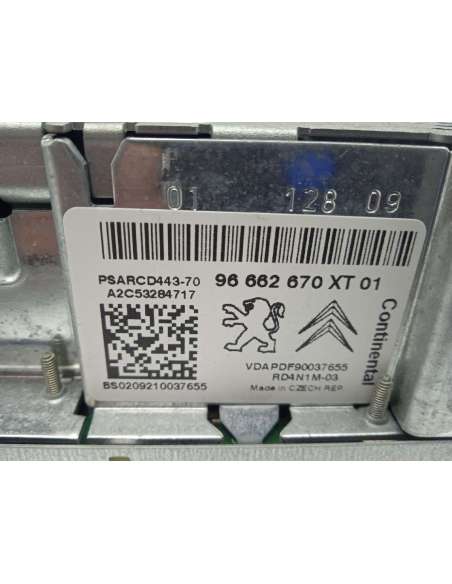 01 128 09
PSARCD443-70 96 662 670 XT 01
A2C53284717
Continental
VDAPDF90037655
RD4N1M-03
BS0209210037655 Made in CZECH REP.